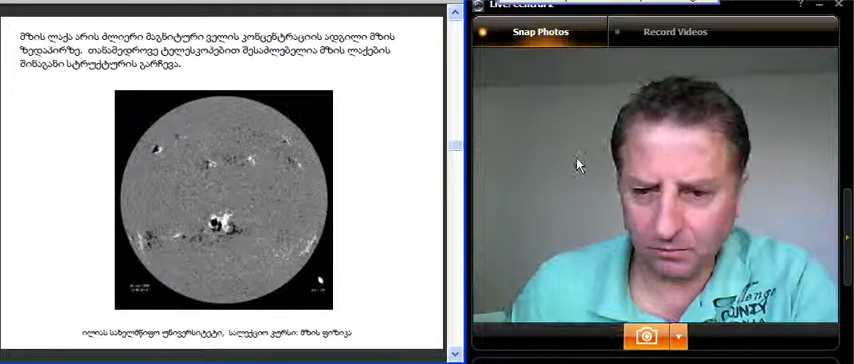 მზის ლაქა არის ძლიერი მაგნიტური ველის კონცენტრაციის ადგილი მზის
ზედაპირზე. თანამედროვე ტელესკოპებით შესაძლებელია მზის ლაქების
შინაგანი სტრუქტურის გარჩევა.
ილიას სახელმწიფო უნივერსიტეტი, სალექციო კურსი: მზის ფიზიკა
Snap Photos
Record Videos